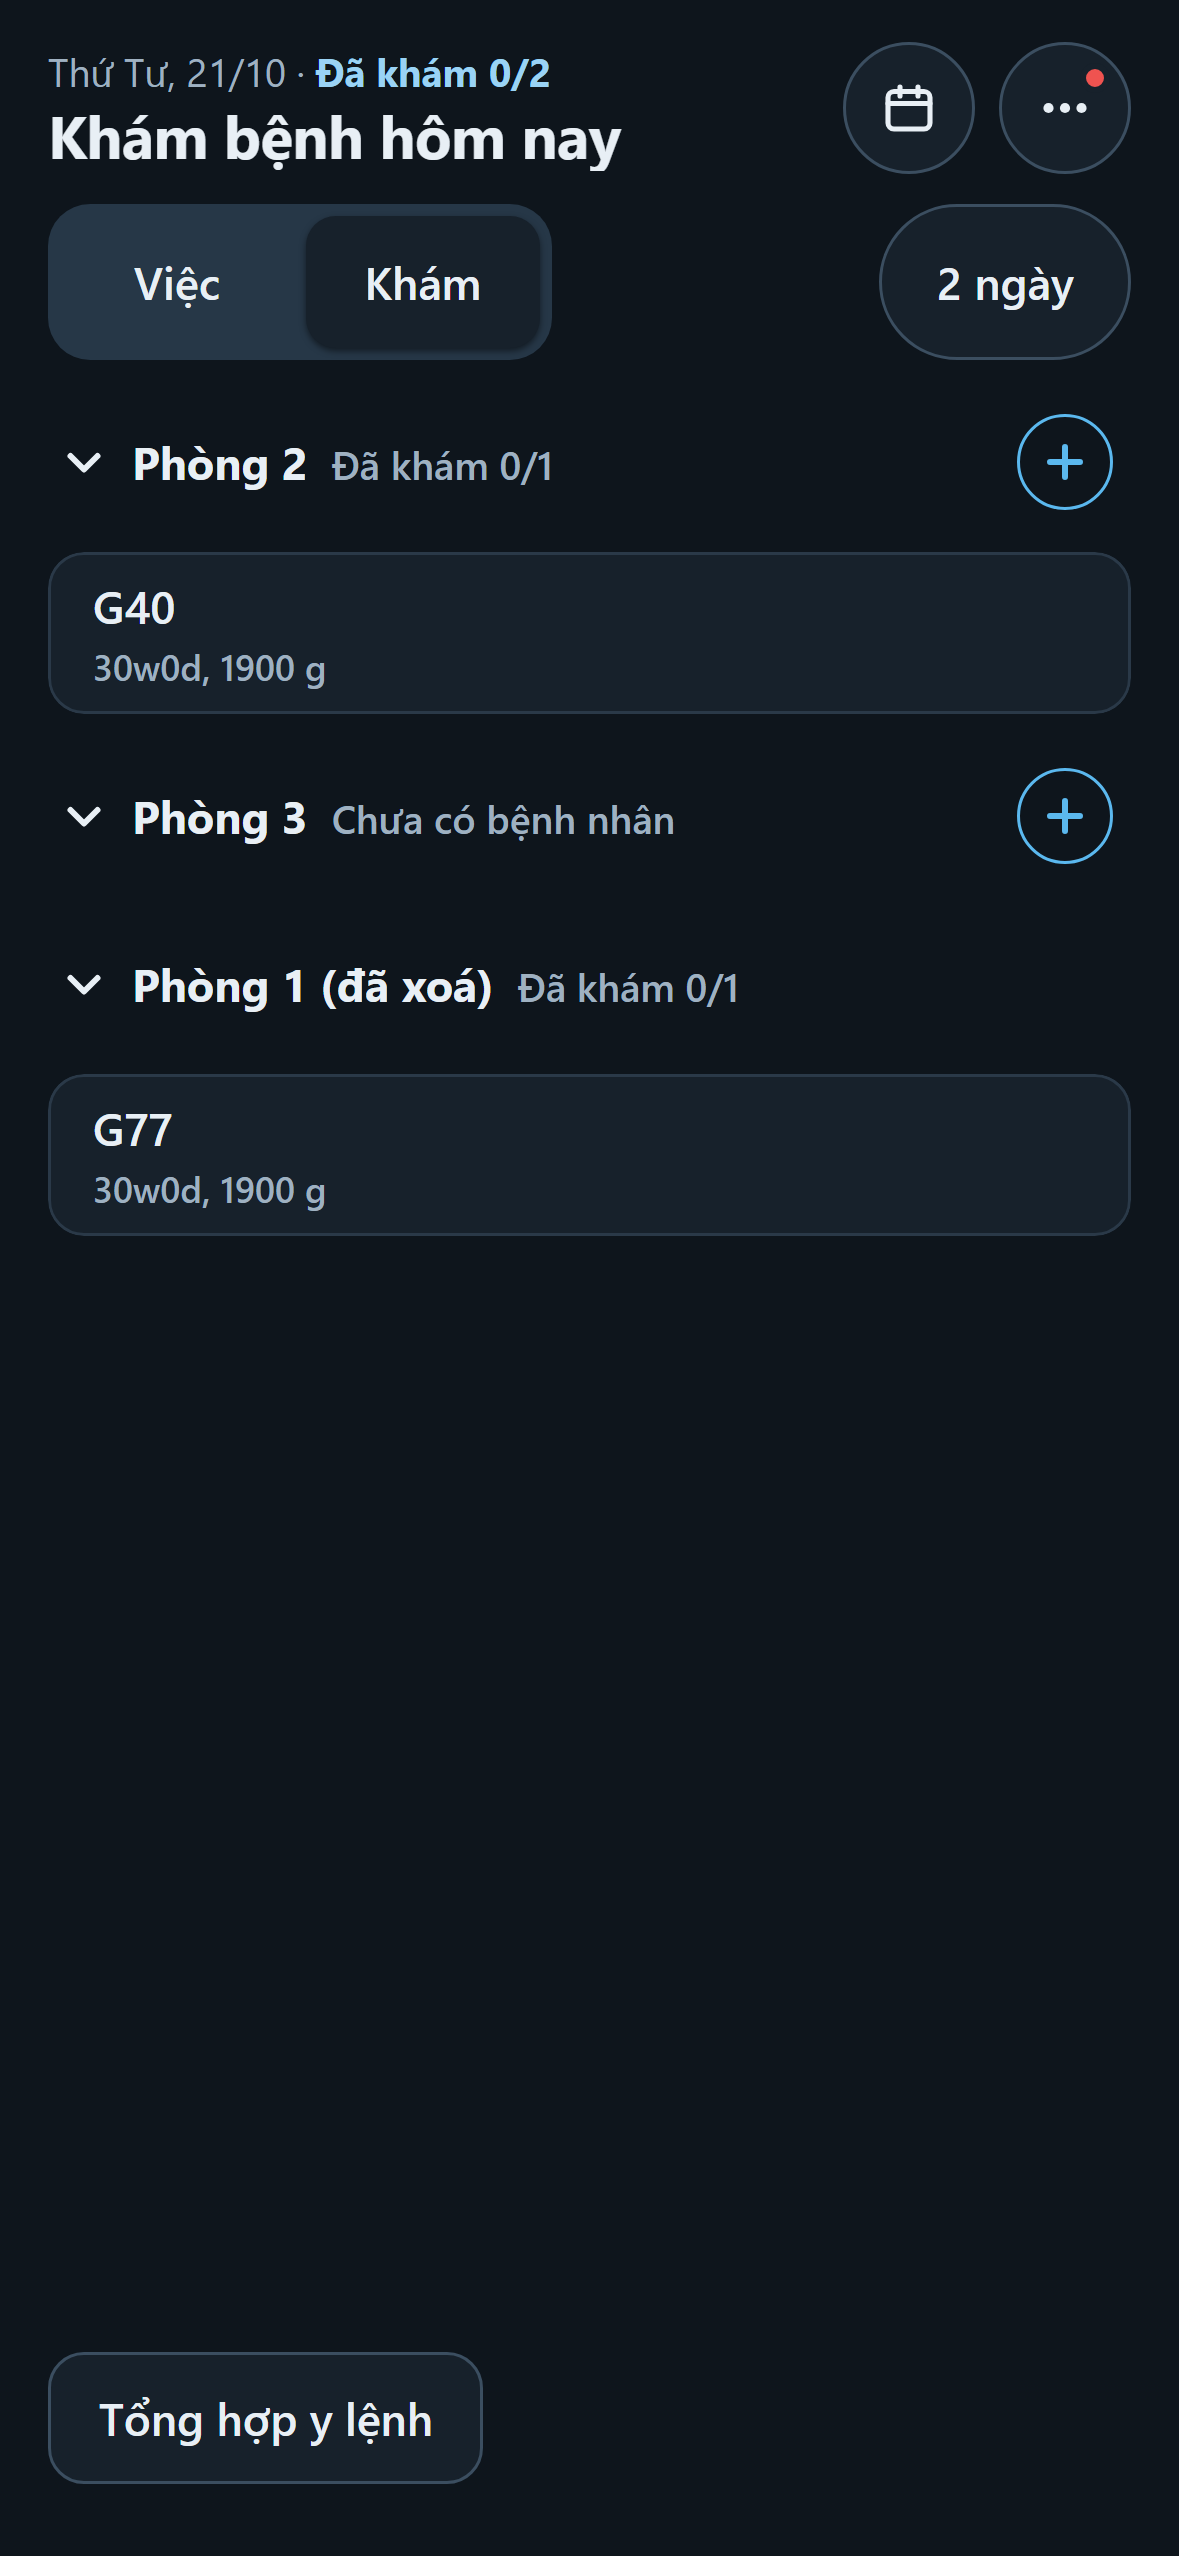 Thứ Tư, 21/10 · Đã khám 0/2
Khám bệnh hôm nay
Việc
Khám
2 ngày
Phòng 2 Đã khám 0/1
G40
30w0d, 1900 g
Phòng 3 Chưa có bệnh nhân
Phòng 1 (đã xoá) Đã khám 0/1
G77
30w0d, 1900 g
Tổng hợp y lệnh